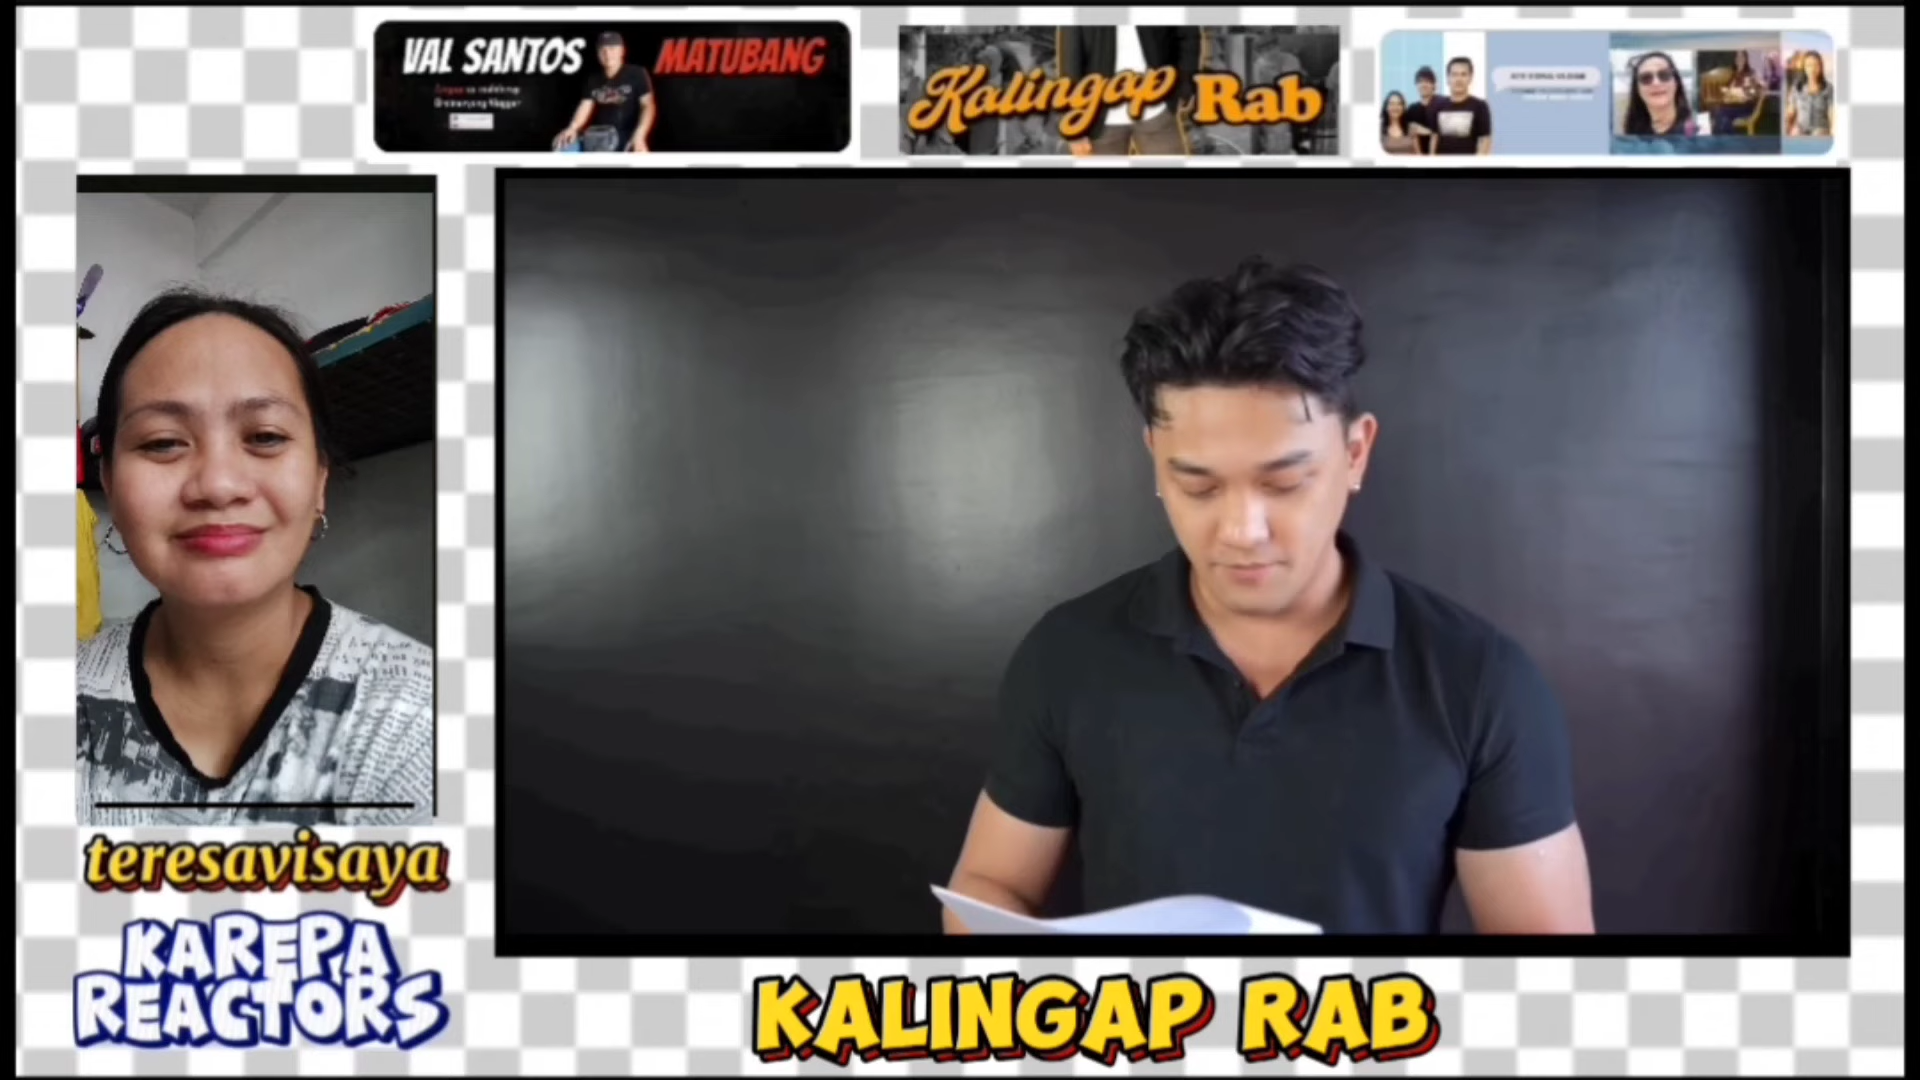 VAL SANTOS MATUBANG
Kalingap Rab
teresavisaya
KAREPA
REACTORS
KALINGAP RAB